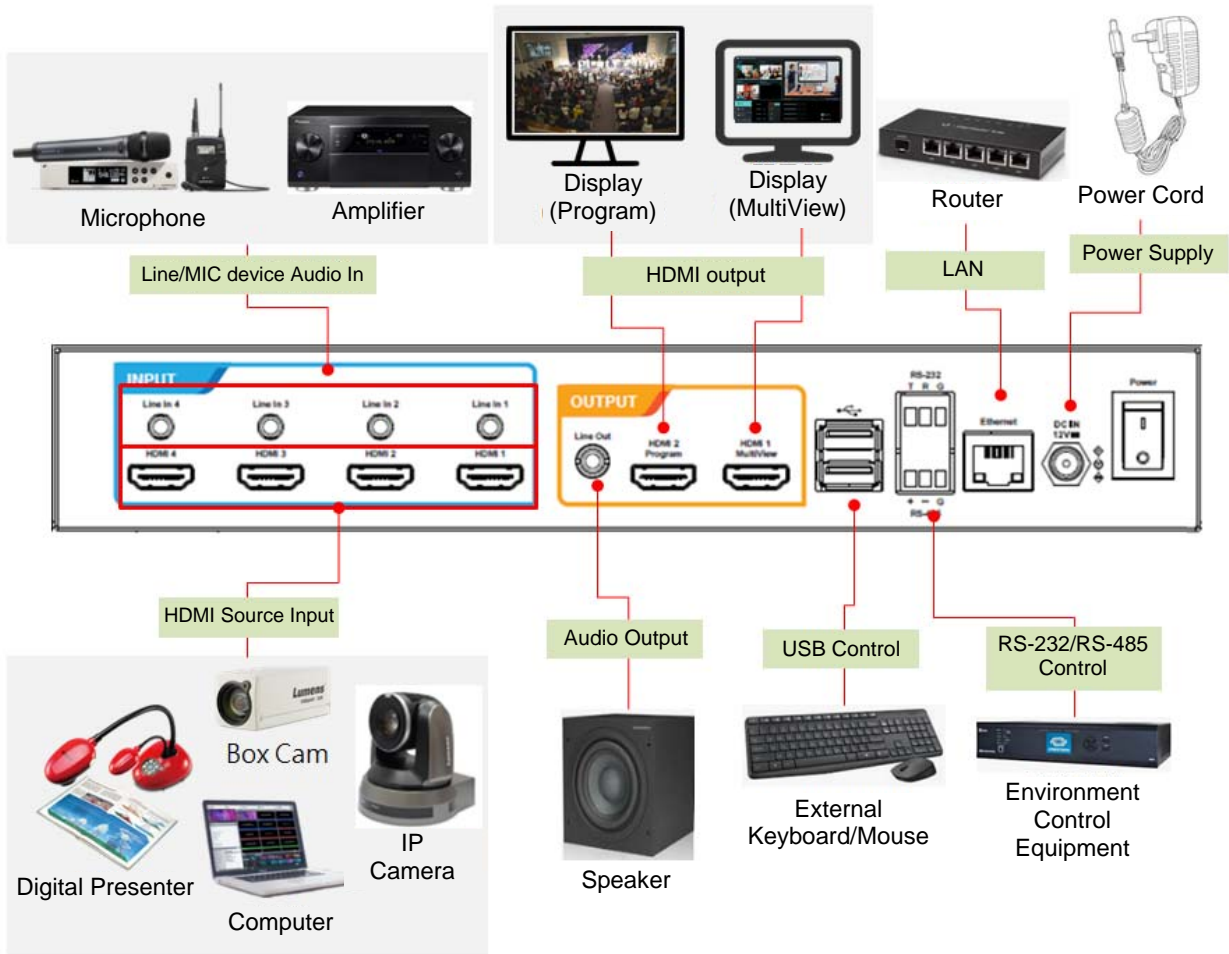 Microphone
Amplifier
Display
(Program)
Display
(MultiView)
Router
Power Cord
Line/MIC device Audio In
HDMI output
LAN
Power Supply
INPUT
Line In 4
Line In 3
Line In 2
Line In 1
HDMI 4
HDMI 3
HDMI 2
HDMI 1
OUTPUT
Line Out
HDMI 2
Program
HDMI 1
MultiView
RS-232
T R G
+ − G
Ethernet
DC IN
12V
Power
HDMI Source Input
Audio Output
USB Control
RS-232/RS-485
Control
Lumens
Box Cam
Digital Presenter
Computer
IP
Camera
Speaker
External
Keyboard/Mouse
Environment
Control
Equipment